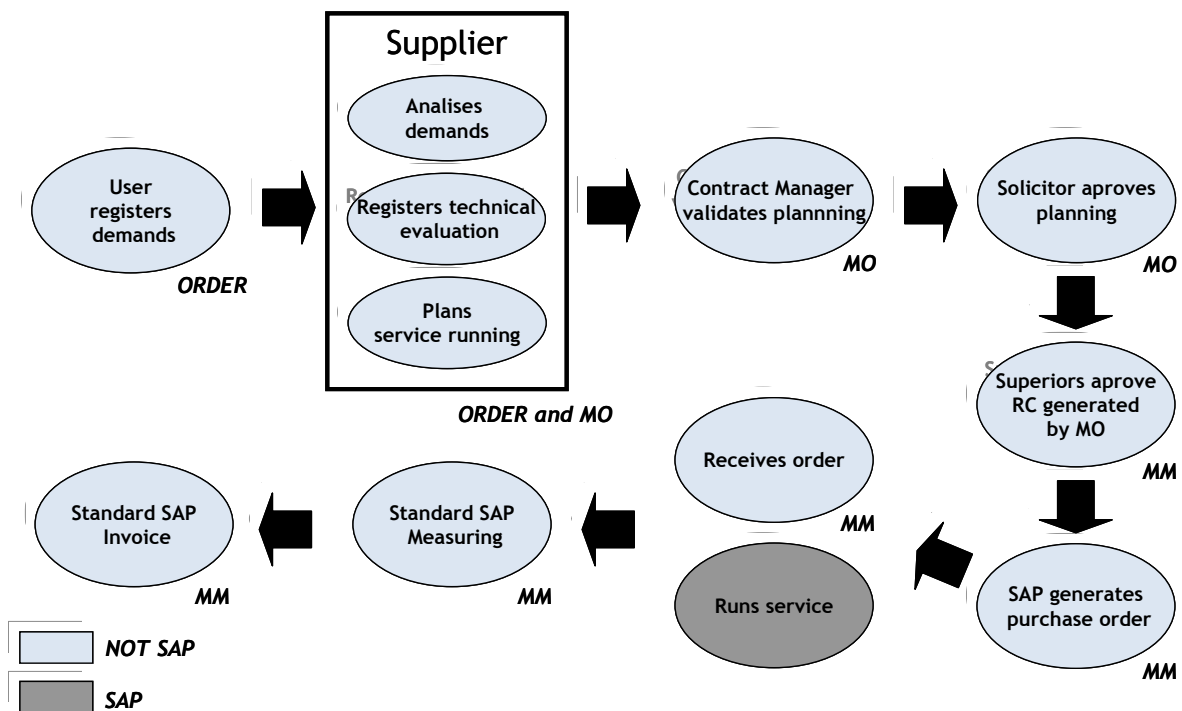 Supplier
Analises
demands
User
registers
demands
ORDER
Registers technical
evaluation
Plans
service running
ORDER and MO
Contract Manager
validates plannning
MO
Solicitor aproves
planning
MO
Superiors aprove
RC generated
by MO
MM
SAP generates
purchase order
MM
Receives order
MM
Runs service
Standard SAP
Measuring
MM
Standard SAP
Invoice
MM
NOT SAP
SAP